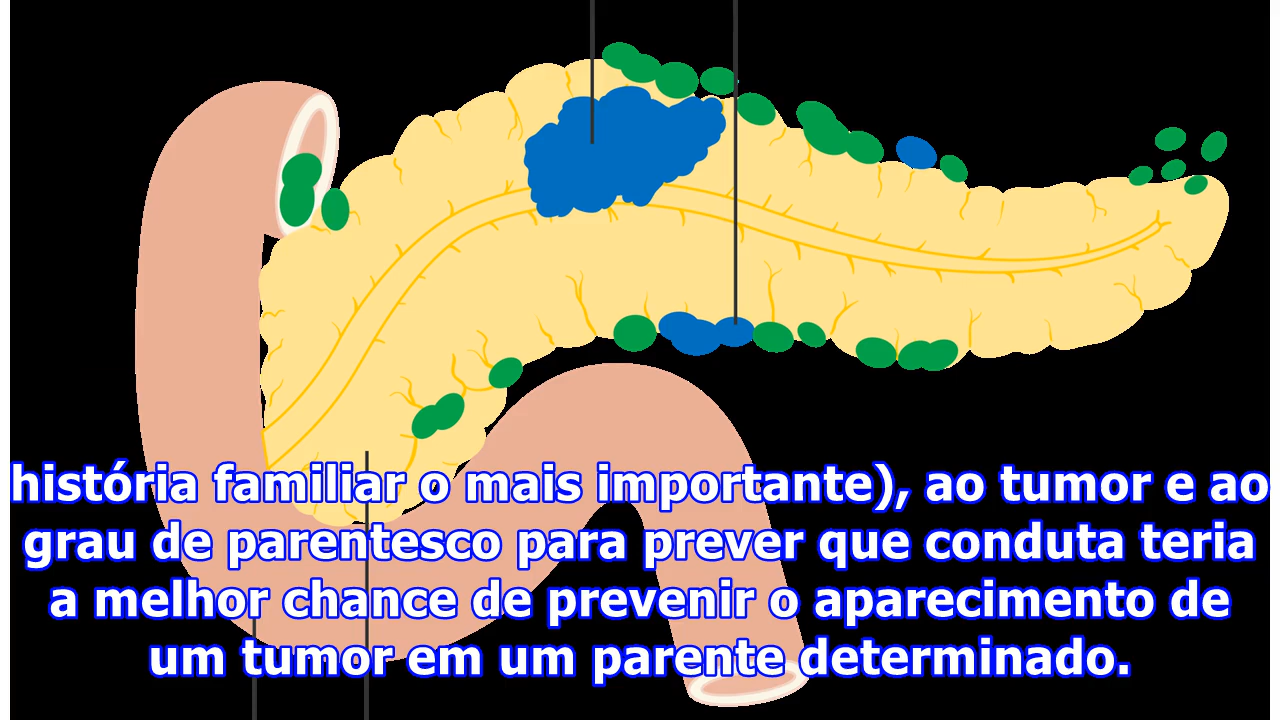 história familiar o mais importante), ao tumor e ao
grau de parentesco para prever que conduta teria
a melhor chance de prevenir o aparecimento de
um tumor em um parente determinado.